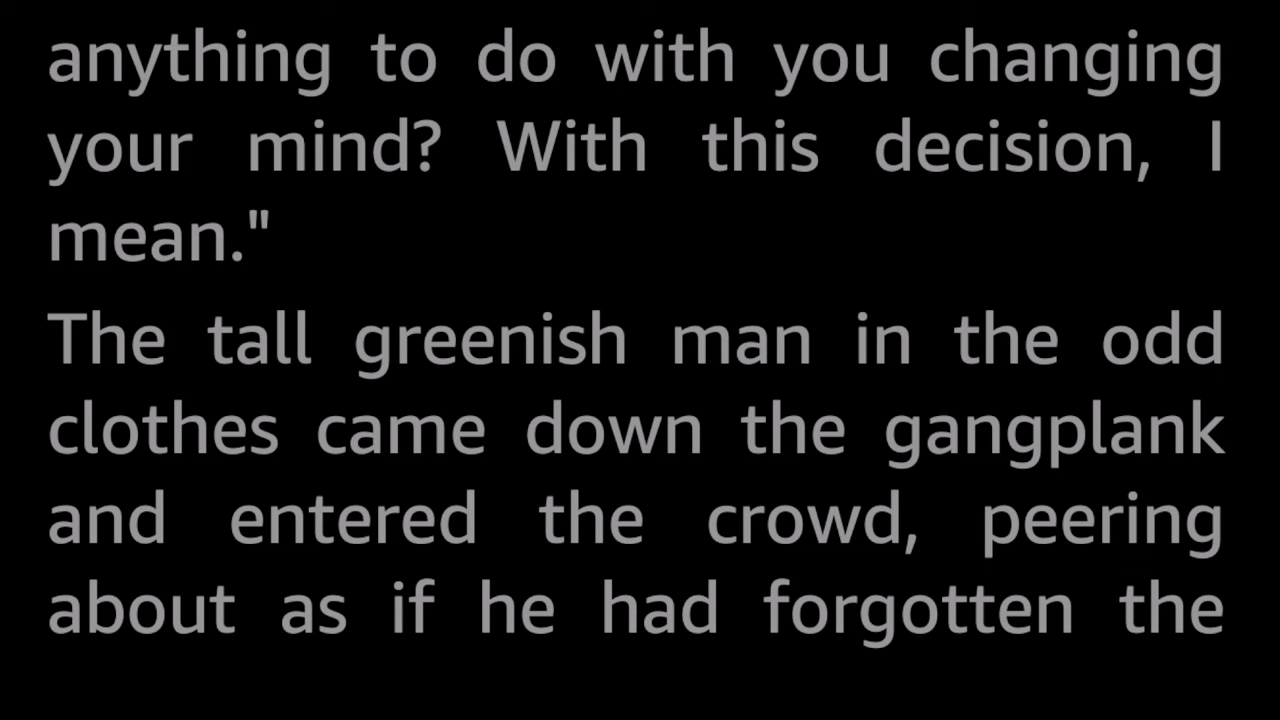 anything to do with you changing
your mind? With this decision, I
mean."
The tall greenish man in the odd
clothes came down the gangplank
and entered the crowd, peering
about as if he had forgotten the